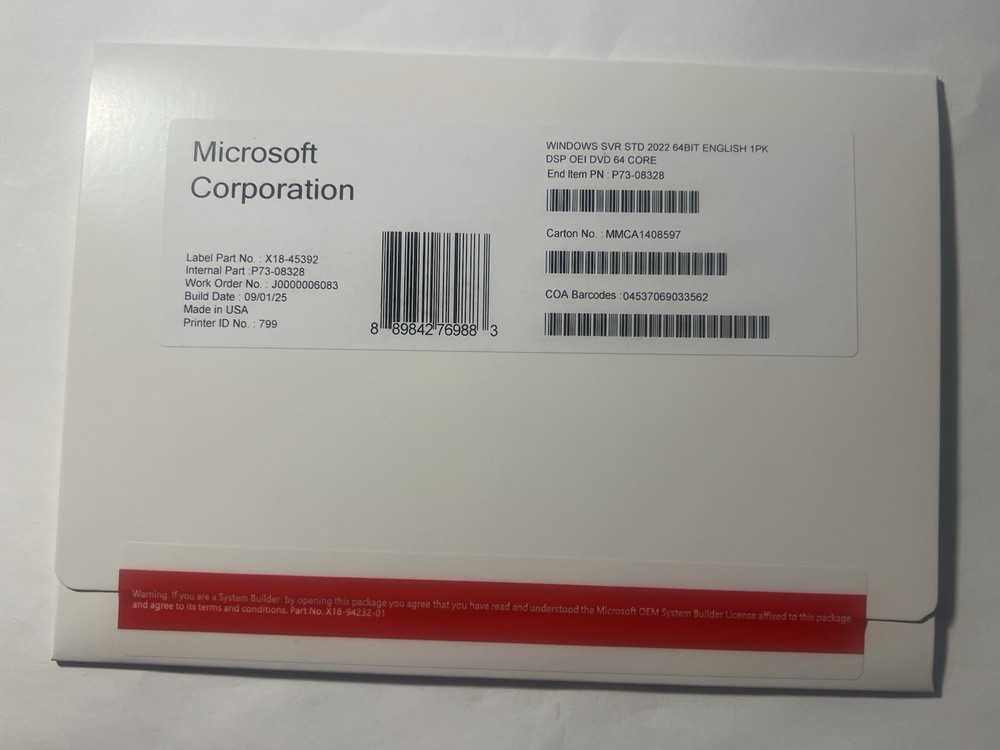 Microsoft
Corporation
Label Part No. : X18-45392
Internal Part :P73-08328
Work Order No. : J0000006083
Build Date : 09/01/25
Made in USA
Printer ID No. : 799
8 89842 76988 3
WINDOWS SVR STD 2022 64BIT ENGLISH 1PK
DSP OEI DVD 64 CORE
End Item PN : P73-08328
Carton No. : MMCA1408597
COA Barcodes : 04537069033562
Warning: If you are a System Builder: by opening this package you agree that you have read and understood the Microsoft OEM System Builder License affixed to this package
and agree to its terms and conditions. Part No. X18-94232-01